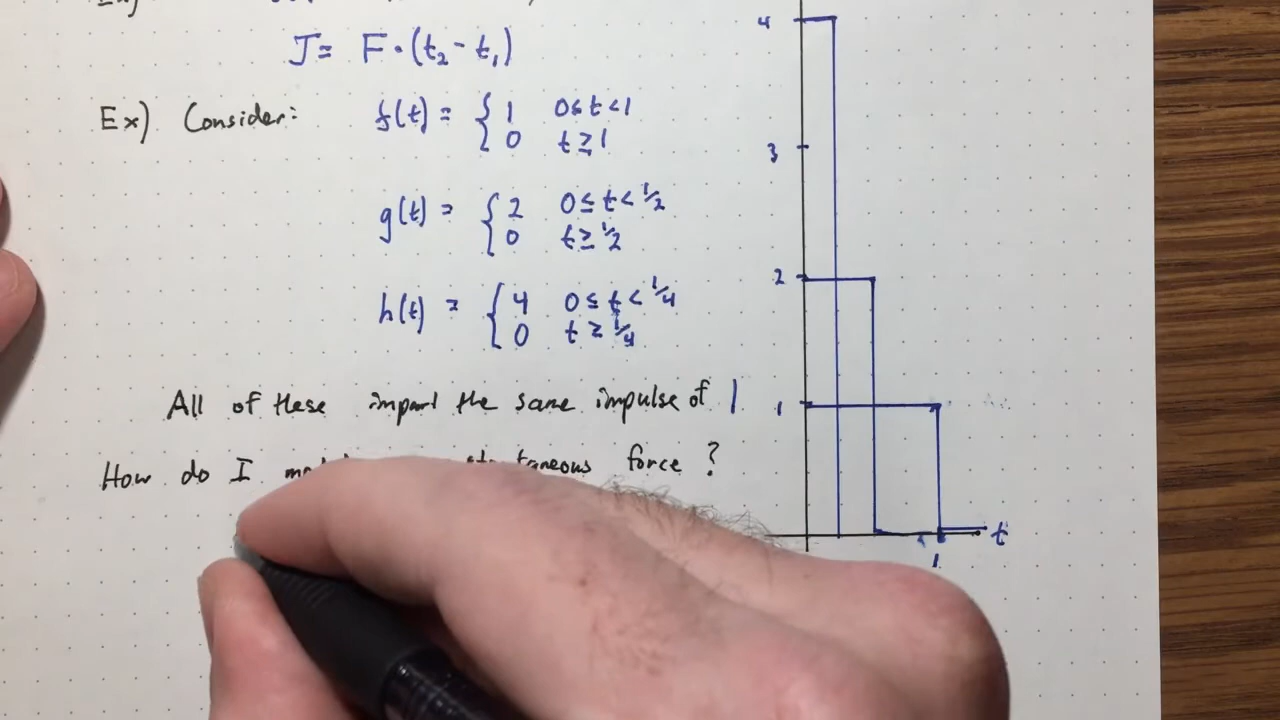 J = F · (t₂ - t₁)
Ex) Consider: f(t) = { 1 0 ≤ t < 1
0 t ≥ 1
g(t) = { 2 0 ≤ t < 1/2
0 t ≥ 1/2
h(t) = { 4 0 ≤ t < 1/4
0 t ≥ 1/4
All of these impart the same impulse of 1.
How do I force ?
4
3
2
1
t
1